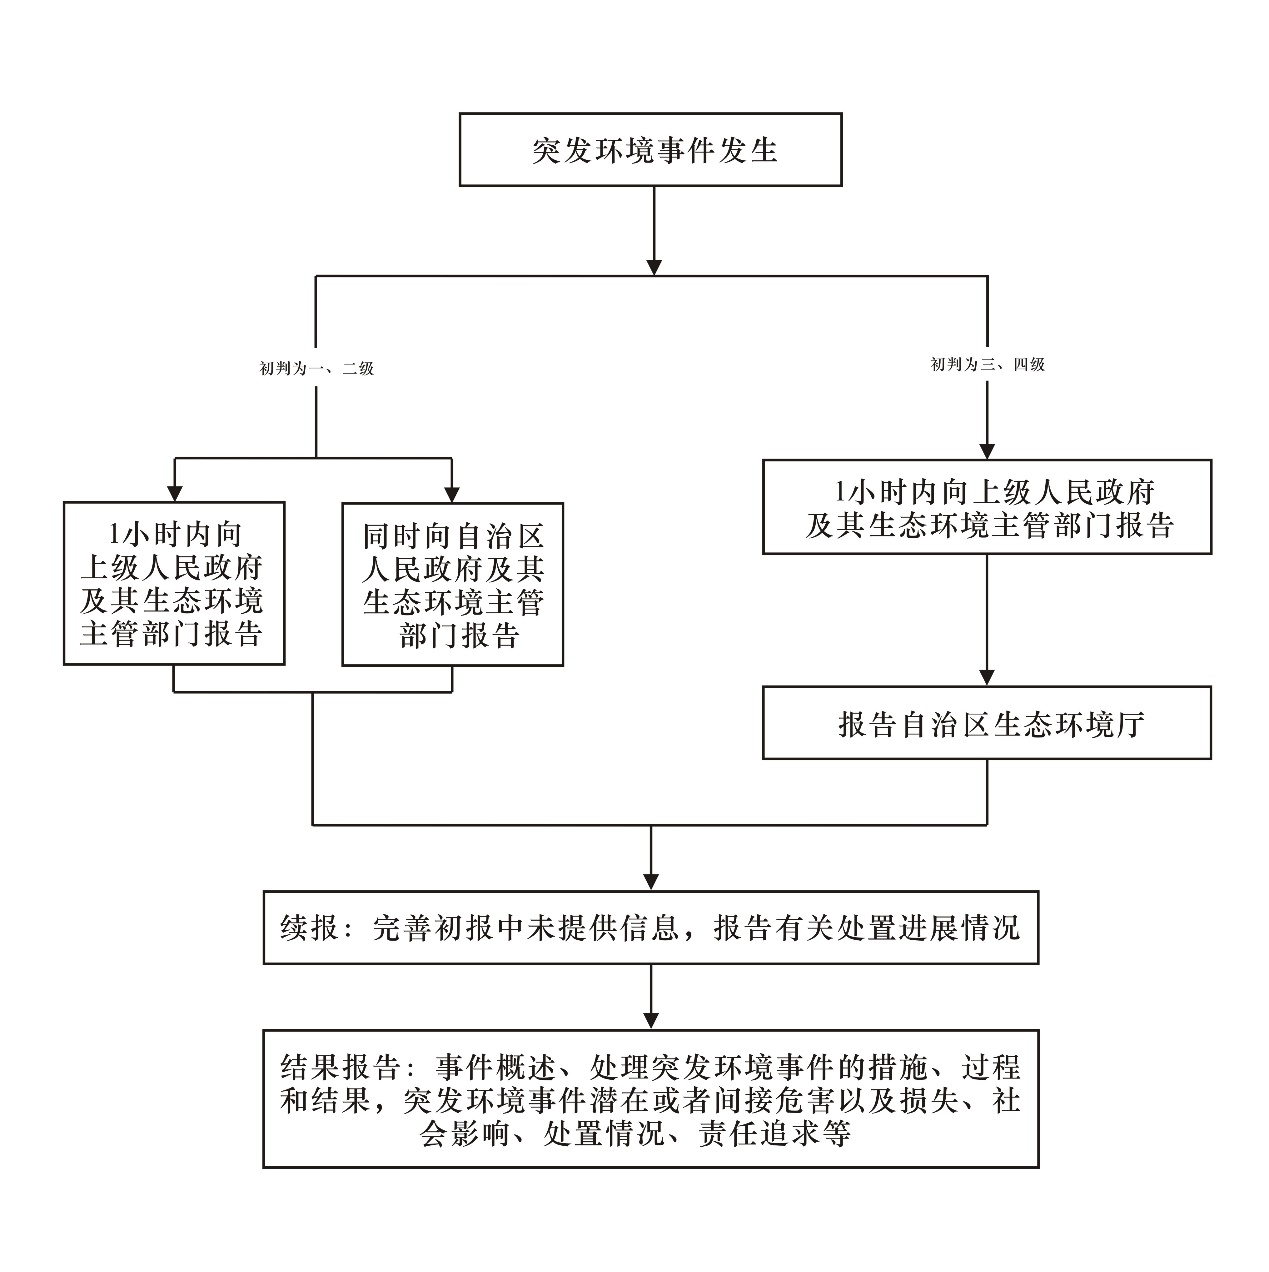 突发环境事件发生
初判为一、二级
初判为三、四级
1小时内向
上级人民政府
及其生态环境
主管部门报告
同时向自治区
人民政府及其
生态环境主管
部门报告
1小时内向上级人民政府
及其生态环境主管部门报告
报告自治区生态环境厅
续报：完善初报中未提供信息，报告有关处置进展情况
结果报告：事件概述、处理突发环境事件的措施、过程
和结果，突发环境事件潜在或者间接危害以及损失、社
会影响、处置情况、责任追求等